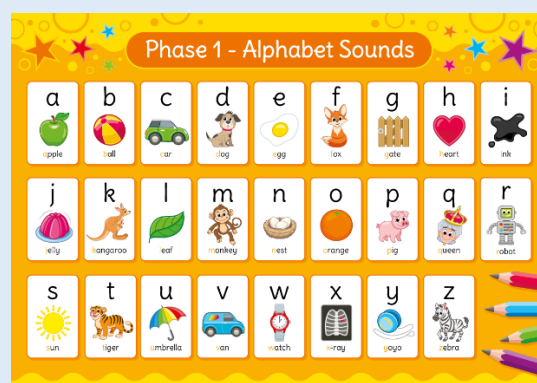 Phase 1 - Alphabet Sounds
a b c d e f g h i
apple ball car dog egg fox gate heart ink
j k l m n o p q r
jelly kangaroo leaf monkey nest orange pig queen robot
s t u v w x y z
sun tiger umbrella van watch x-ray yoyo zebra